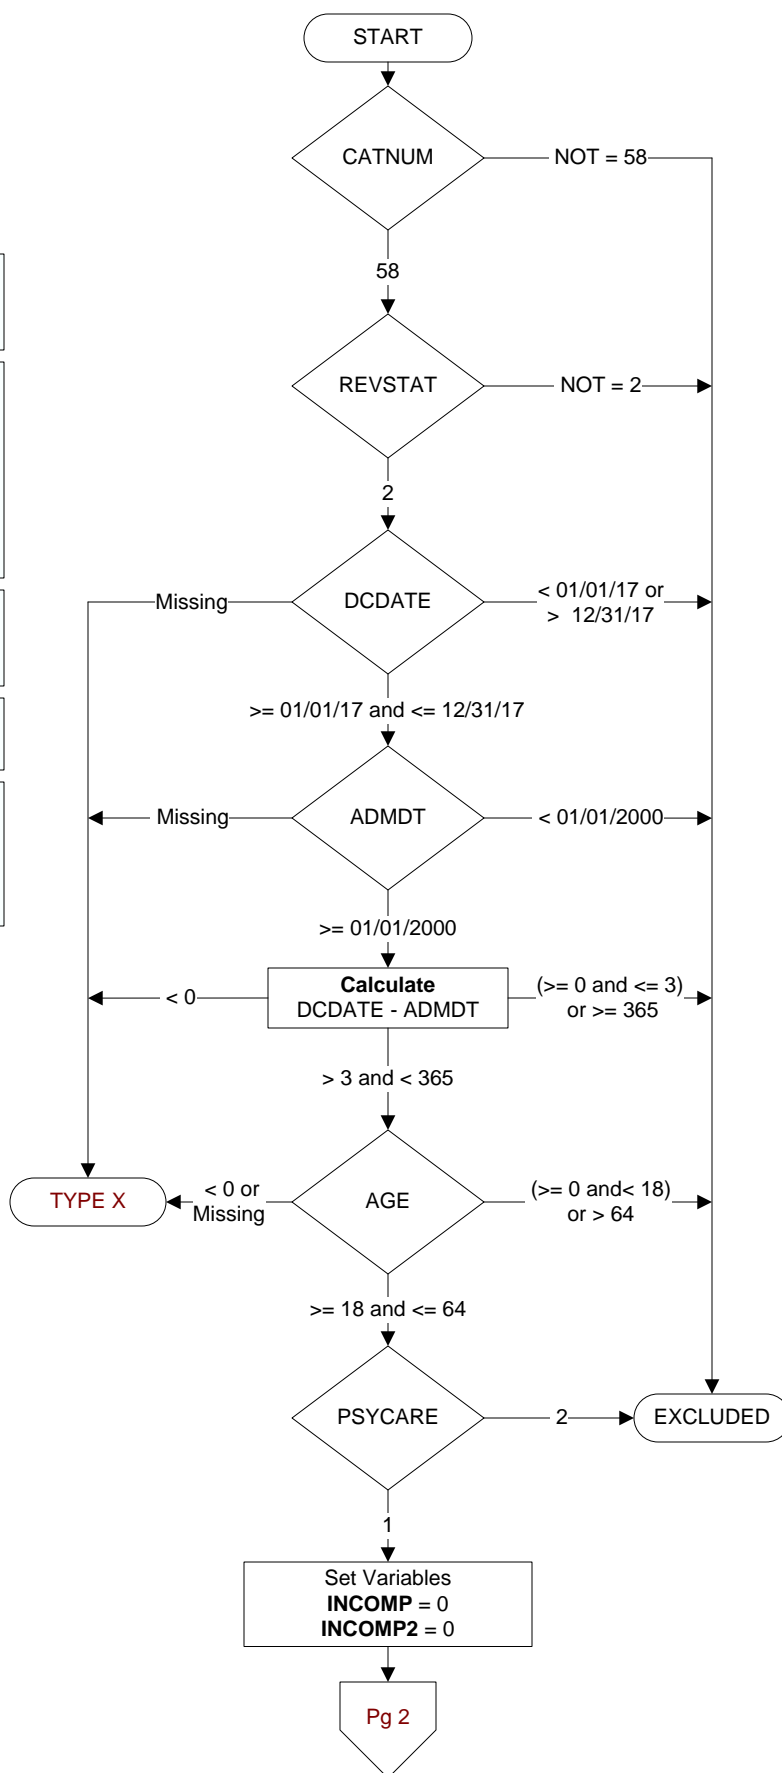 START
CATNUM
NOT = 58
58
REVSTAT
NOT = 2
2
Missing
DCDATE
< 01/01/17 or
> 12/31/17
>= 01/01/17 and <= 12/31/17
Missing
ADMDT
< 01/01/2000
>= 01/01/2000
< 0
Calculate
DCDATE - ADMDT
(>= 0 and <= 3)
or >= 365
> 3 and < 365
TYPE X
< 0 or
Missing
AGE
(>= 0 and< 18)
or > 64
>= 18 and <= 64
PSYCARE
2
EXCLUDED
1
Set Variables
INCOMP = 0
INCOMP2 = 0
Pg 2